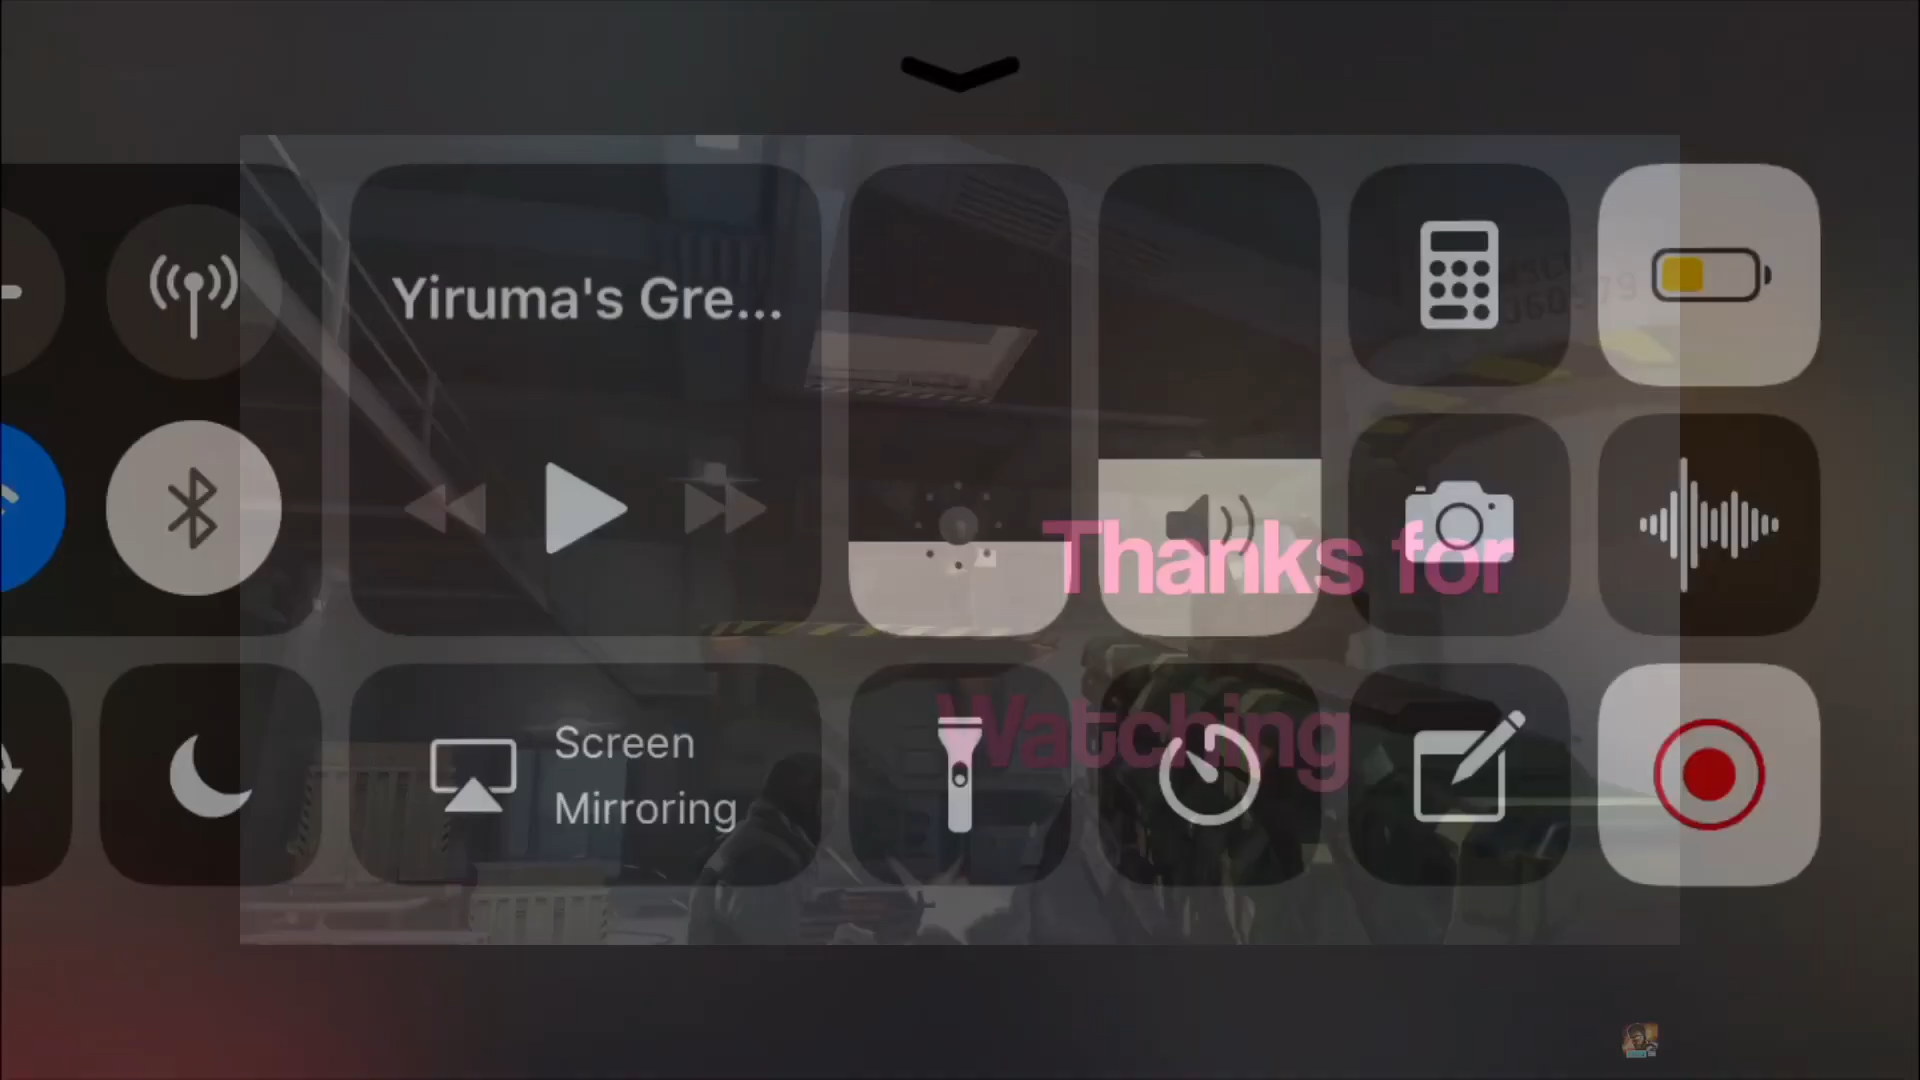 Yiruma's Gre...
Thanks for
Watching
Screen
Mirroring